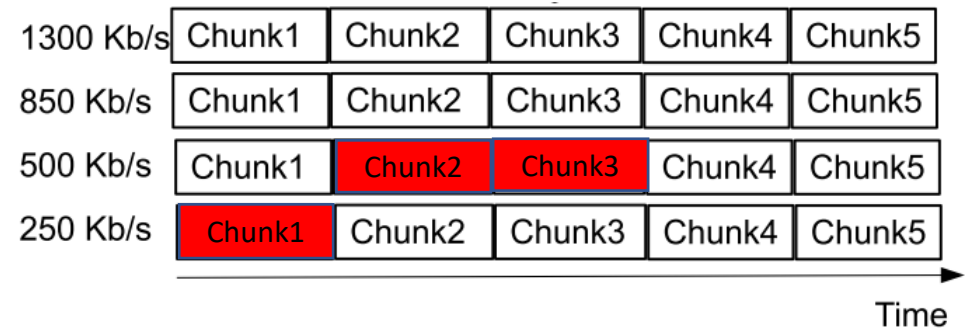 1300 Kb/s Chunk1 Chunk2 Chunk3 Chunk4 Chunk5
850 Kb/s Chunk1 Chunk2 Chunk3 Chunk4 Chunk5
500 Kb/s Chunk1 Chunk2 Chunk3 Chunk4 Chunk5
250 Kb/s Chunk1 Chunk2 Chunk3 Chunk4 Chunk5
Time